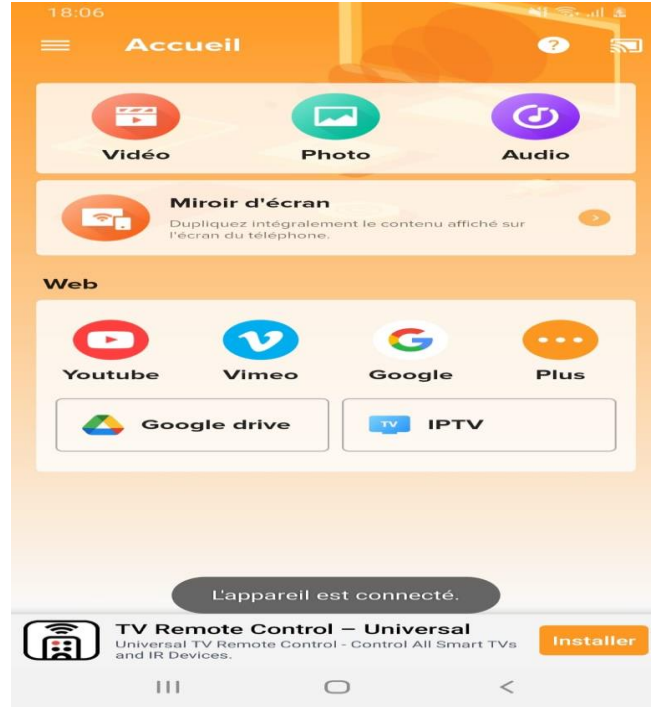 18:06
Accueil
?
Vidéo
Photo
Audio
Miroir d'écran
Dupliquez intégralement le contenu affiché sur
l'écran du téléphone.
Web
Youtube
Vimeo
Google
Plus
Google drive
TV
IPTV
L'appareil est connecté.
TV Remote Control – Universal
Universal TV Remote Control - Control All Smart TVs
and IR Devices.
Installer